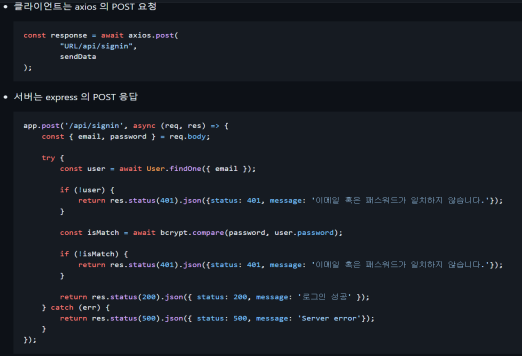 클라이언트는 axios 의 POST 요청
const response = await axios.post(
"URL/api/signin",
sendData
);
서버는 express 의 POST 응답
app.post('/api/signin', async (req, res) => {
const { email, password } = req.body;
try {
const user = await User.findOne({ email });
if (!user) {
return res.status(401).json({status: 401, message: '이메일 혹은 패스워드가 일치하지 않습니다.'});
}
const isMatch = await bcrypt.compare(password, user.password);
if (!isMatch) {
return res.status(401).json({status: 401, message: '이메일 혹은 패스워드가 일치하지 않습니다.'});
}
return res.status(200).json({ status: 200, message: '로그인 성공' });
} catch (err) {
return res.status(500).json({ status: 500, message: 'Server error'});
}
});